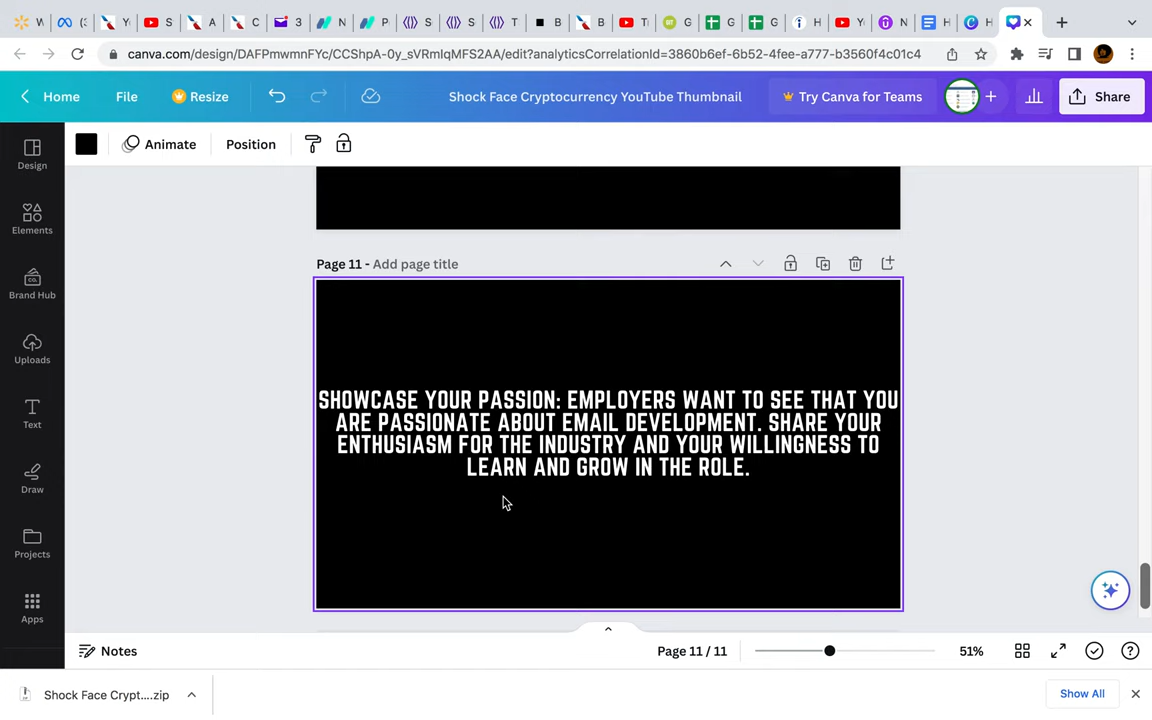 W
(3
Y
S
A
C
3
N
P
S
S
T
B
B
T
G
G
G
H
Y
N
H
H
canva.com/design/DAFPmwmnFYc/CCShpA-0y_sVRmIqMFS2AA/edit?analyticsCorrelationId=3860b6ef-6b52-4fee-a777-b3560f4c01c4
Home
File
Resize
Shock Face Cryptocurrency YouTube Thumbnail
Try Canva for Teams
Share
Animate
Position
Design
Elements
Brand Hub
Uploads
Text
Draw
Projects
Apps
Page 11 - Add page title
SHOWCASE YOUR PASSION: EMPLOYERS WANT TO SEE THAT YOU
ARE PASSIONATE ABOUT EMAIL DEVELOPMENT. SHARE YOUR
ENTHUSIASM FOR THE INDUSTRY AND YOUR WILLINGNESS TO
LEARN AND GROW IN THE ROLE.
Notes
Page 11 / 11
51%
Shock Face Crypt....zip
Show All